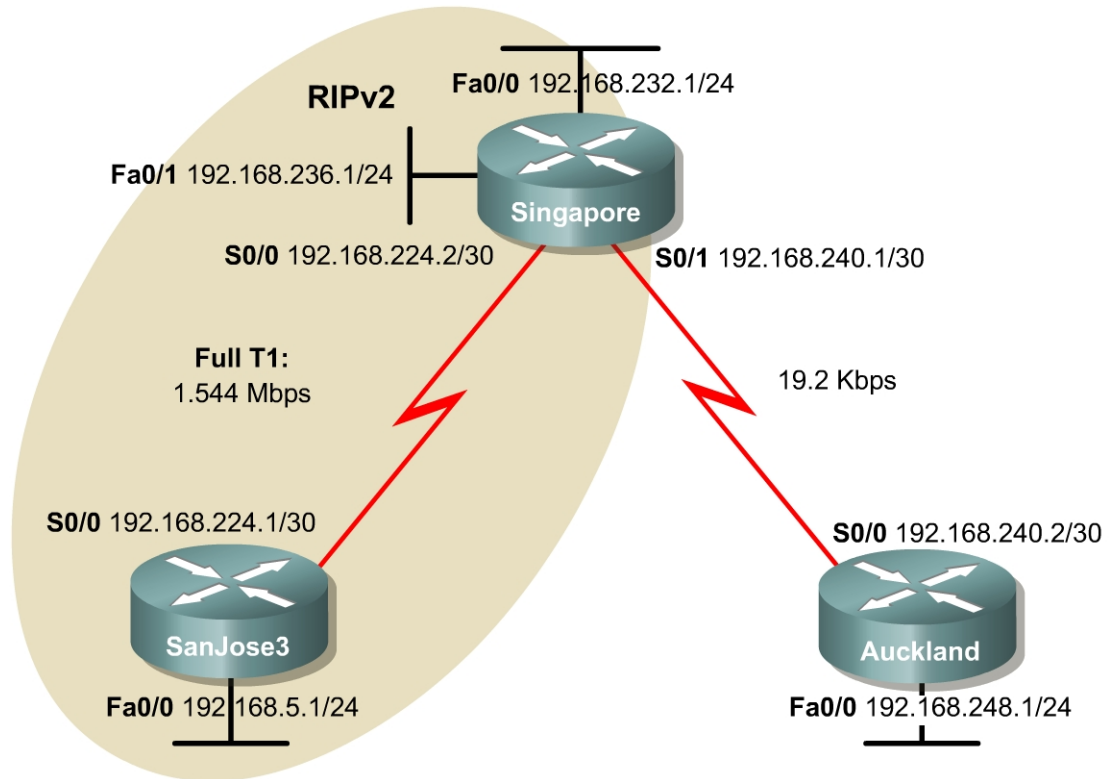 Fa0/0 192.168.232.1/24
RIPv2
Fa0/1 192.168.236.1/24
Singapore
S0/0 192.168.224.2/30
S0/1 192.168.240.1/30
Full T1:
1.544 Mbps
19.2 Kbps
S0/0 192.168.224.1/30
S0/0 192.168.240.2/30
SanJose3
Auckland
Fa0/0 192.168.5.1/24
Fa0/0 192.168.248.1/24